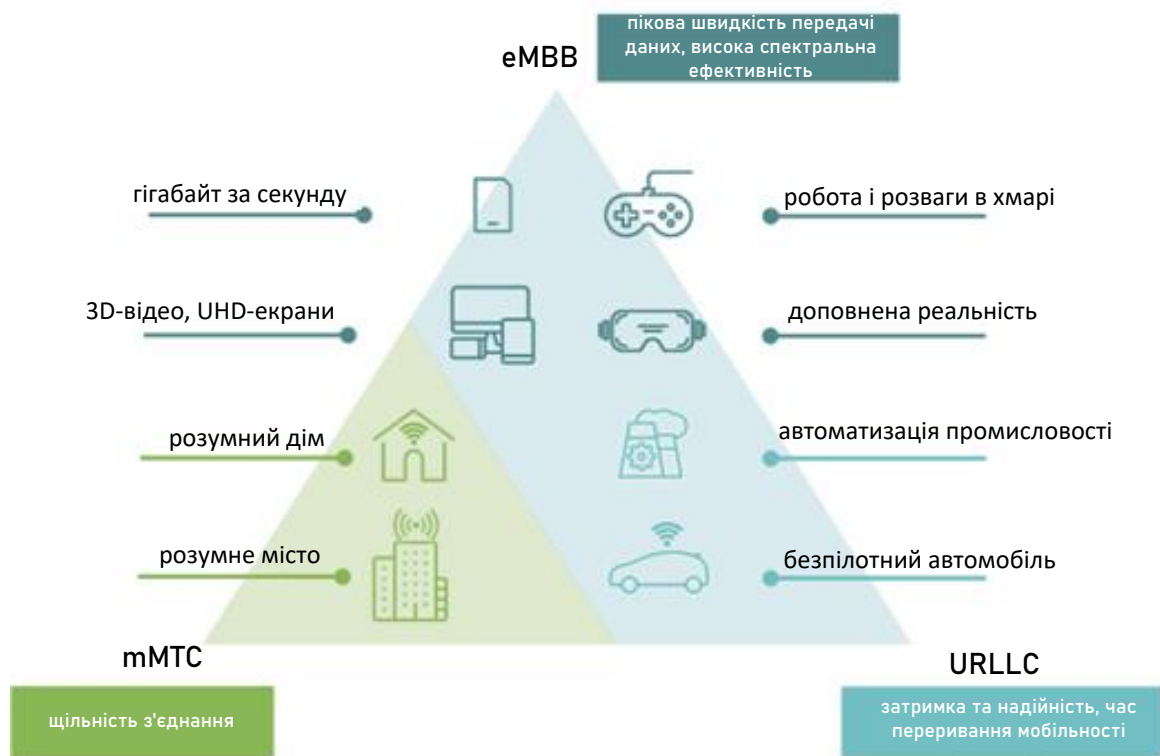 eMBB
пікова швидкість передачі
даних, висока спектральна
ефективність
гігабайт за секунду
робота і розваги в хмарі
3D-відео, UHD-екрани
доповнена реальність
розумний дім
автоматизація промисловості
розумне місто
безпілотний автомобіль
mMTC
URLLC
щільність з'єднання
затримка та надійність, час
переривання мобільності